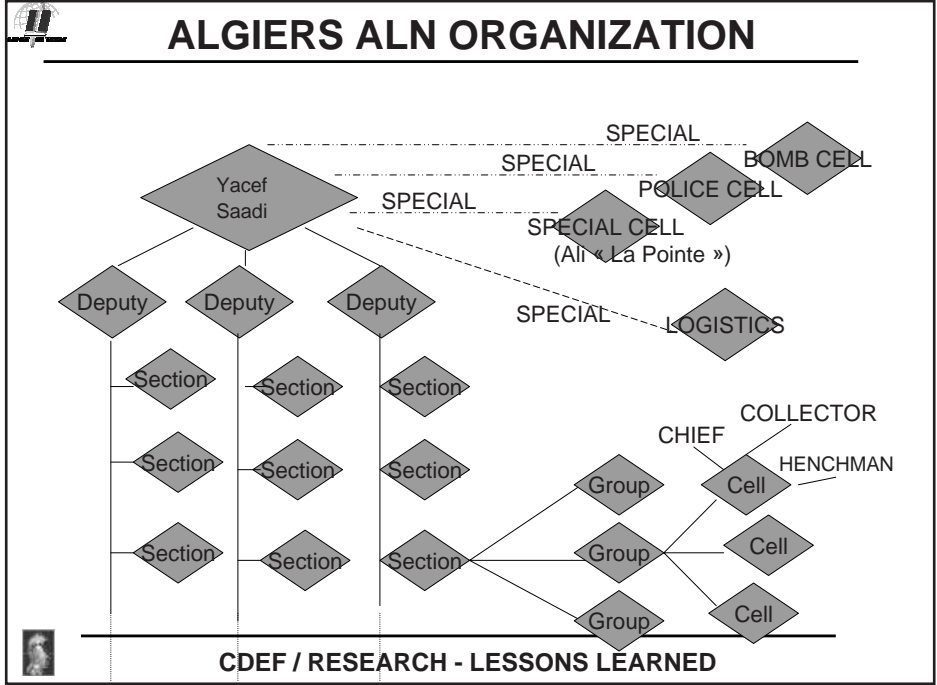 ALGIERS ALN ORGANIZATION
SPECIAL
BOMB CELL
SPECIAL
POLICE CELL
SPECIAL
SPECIAL CELL
(Ali « La Pointe »)
Yacef
Saadi
Deputy
Deputy
Deputy
SPECIAL
LOGISTICS
Section
Section
Section
Section
Section
Section
Section
Section
Section
Group
Group
Group
CHIEF
COLLECTOR
HENCHMAN
Cell
Cell
Cell
CDEF / RESEARCH - LESSONS LEARNED